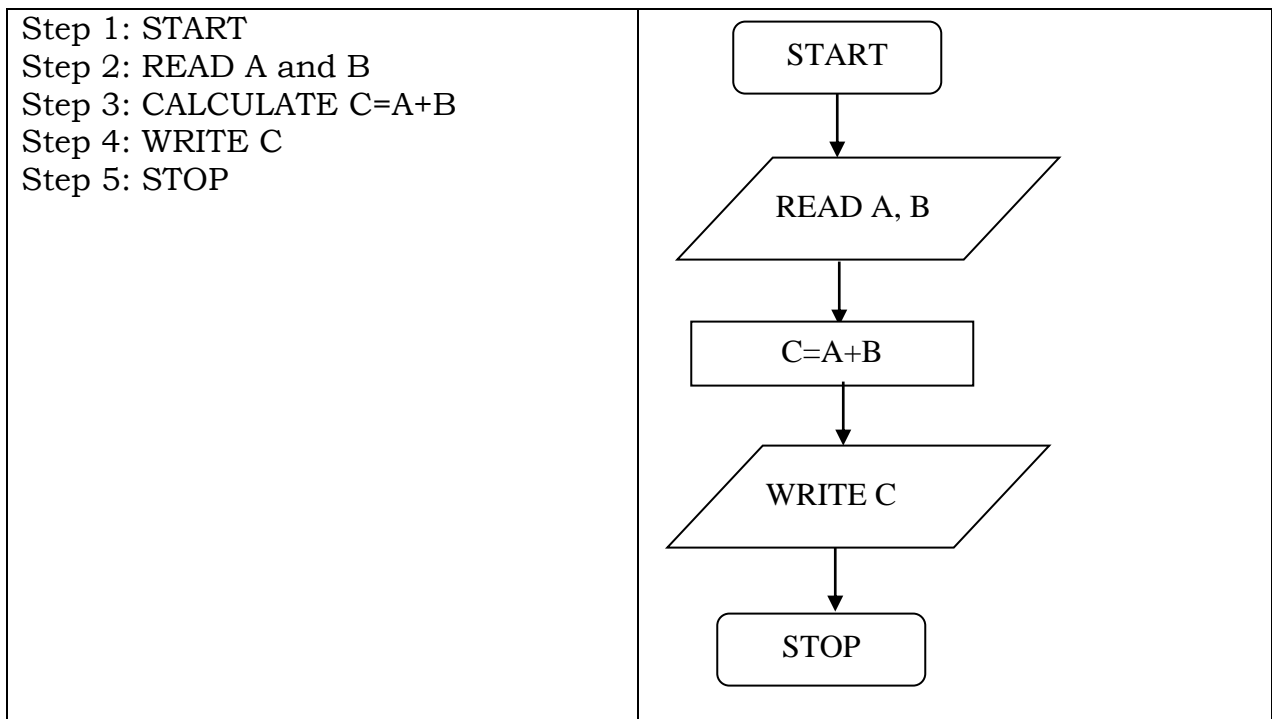 Step 1: START
Step 2: READ A and B
Step 3: CALCULATE C=A+B
Step 4: WRITE C
Step 5: STOP
START
READ A, B
C=A+B
WRITE C
STOP